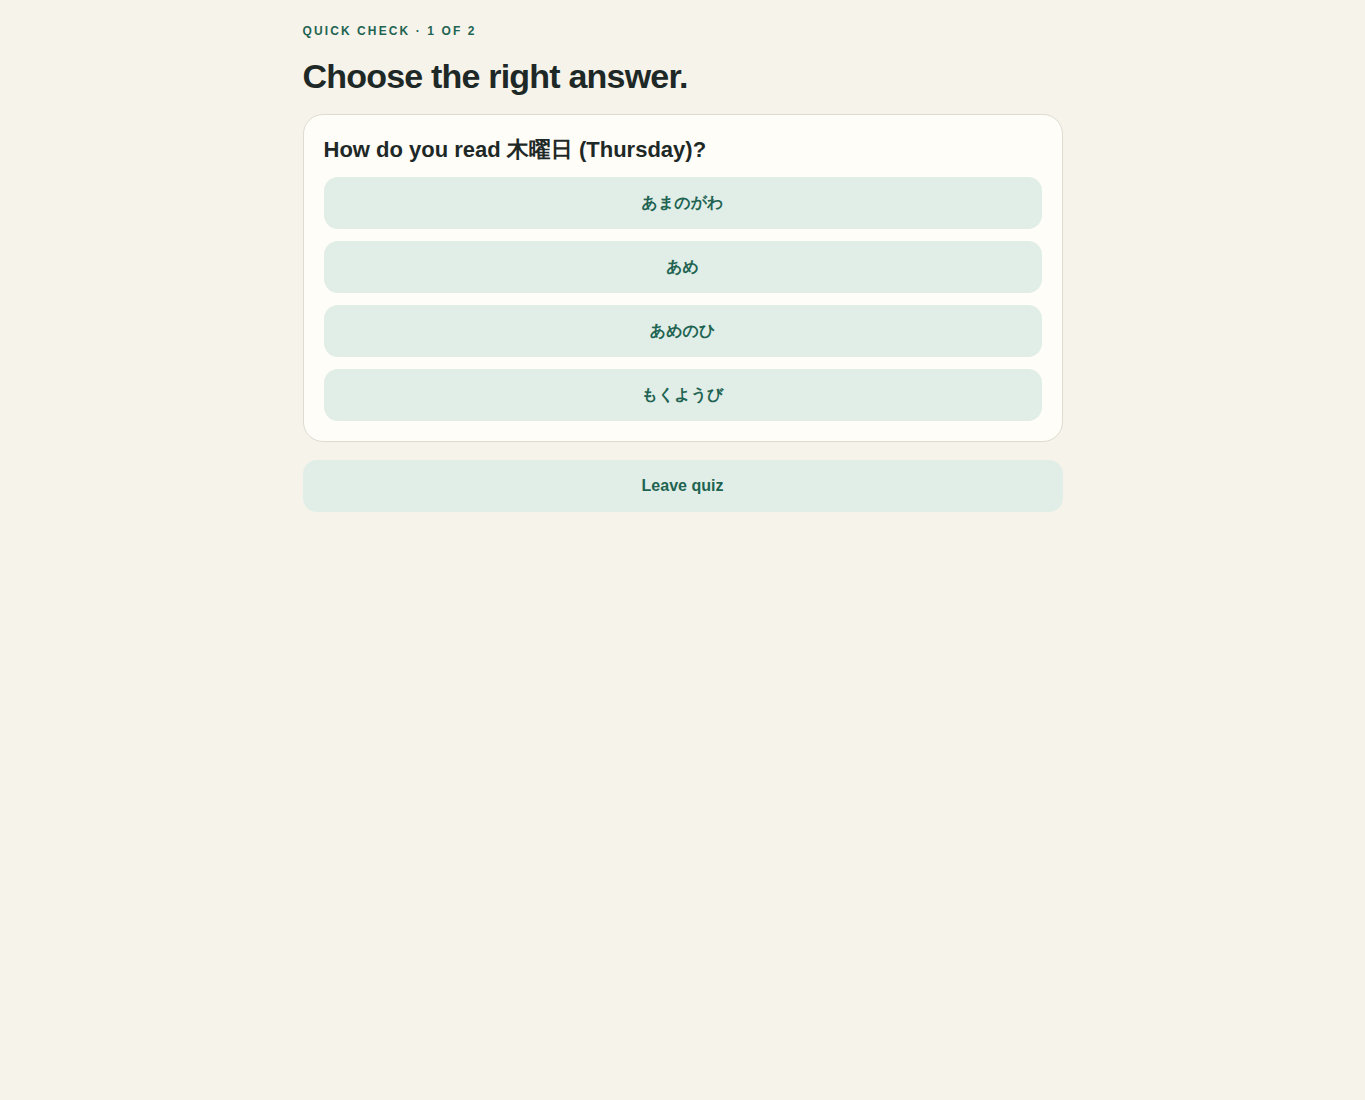 QUICK CHECK · 1 OF 2
Choose the right answer.
How do you read 木曜日 (Thursday)?
あまのがわ
あめ
あめのひ
もくようび
Leave quiz